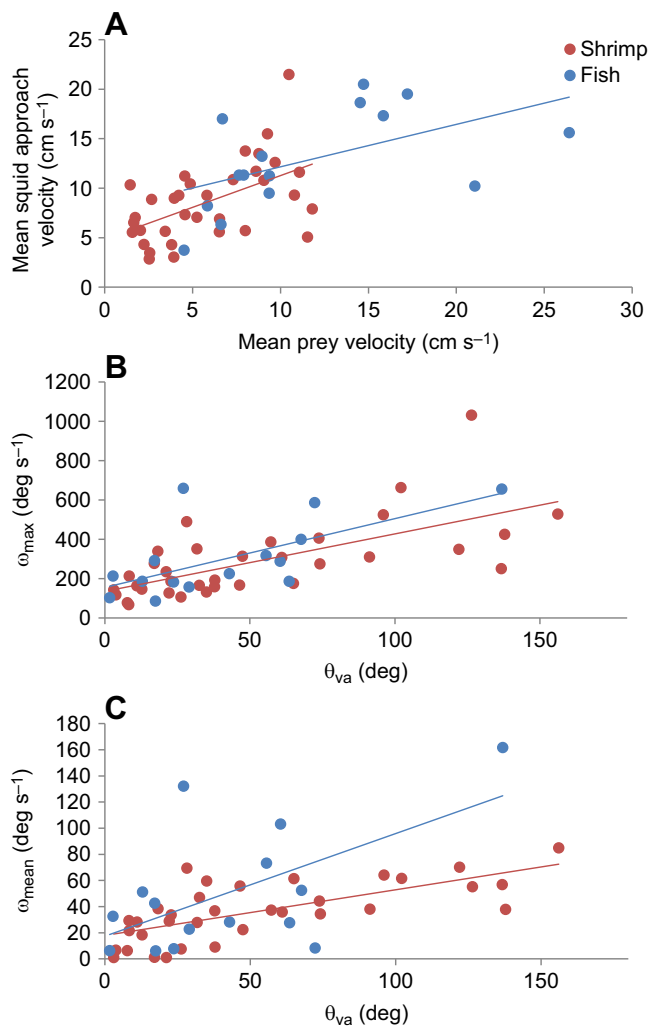 A
Shrimp
Fish
Mean squid approach
velocity (cm s⁻¹)
25
20
15
10
5
0
0 5 10 15 20 25 30
Mean prey velocity (cm s⁻¹)
B
ωmax (deg s⁻¹)
1200
1000
800
600
400
200
0
0 50 100 150
θva (deg)
C
ωmean (deg s⁻¹)
180
160
140
120
100
80
60
40
20
0
0 50 100 150
θva (deg)